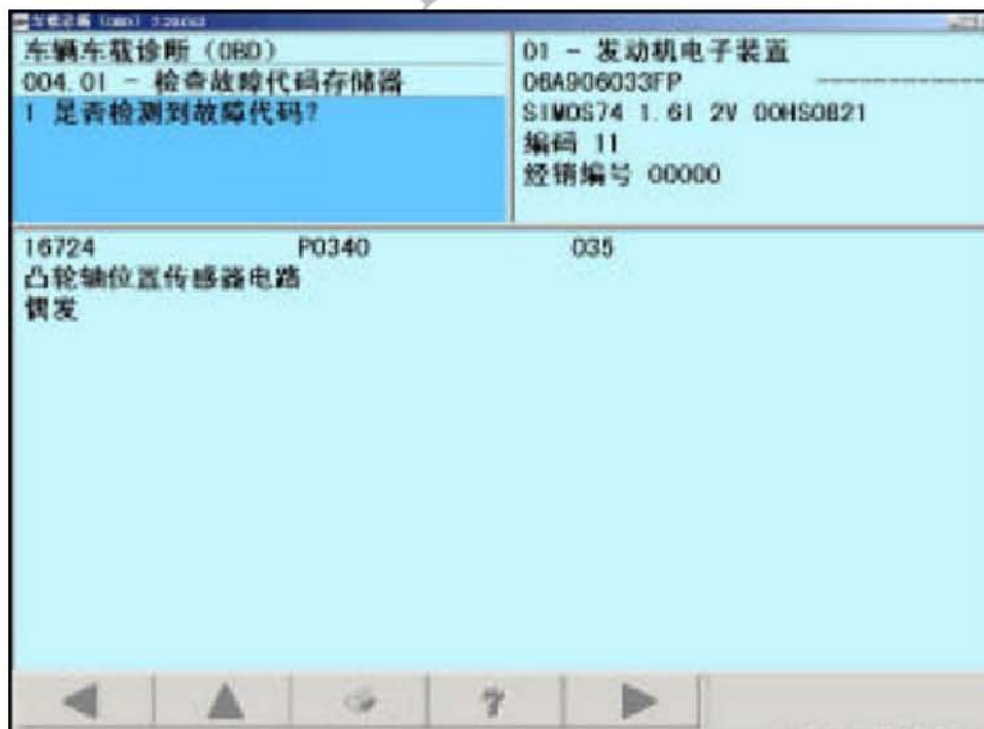 车辆车载诊断（OBD）
004.01 - 检查故障代码存储器
1 是否检测到故障代码？
01 - 发动机电子装置
06A906033FP
SIMOS74 1.6l 2V 00HS0821
编码 11
经销编号 00000
16724 P0340 035
凸轮轴位置传感器电路
偶发
?